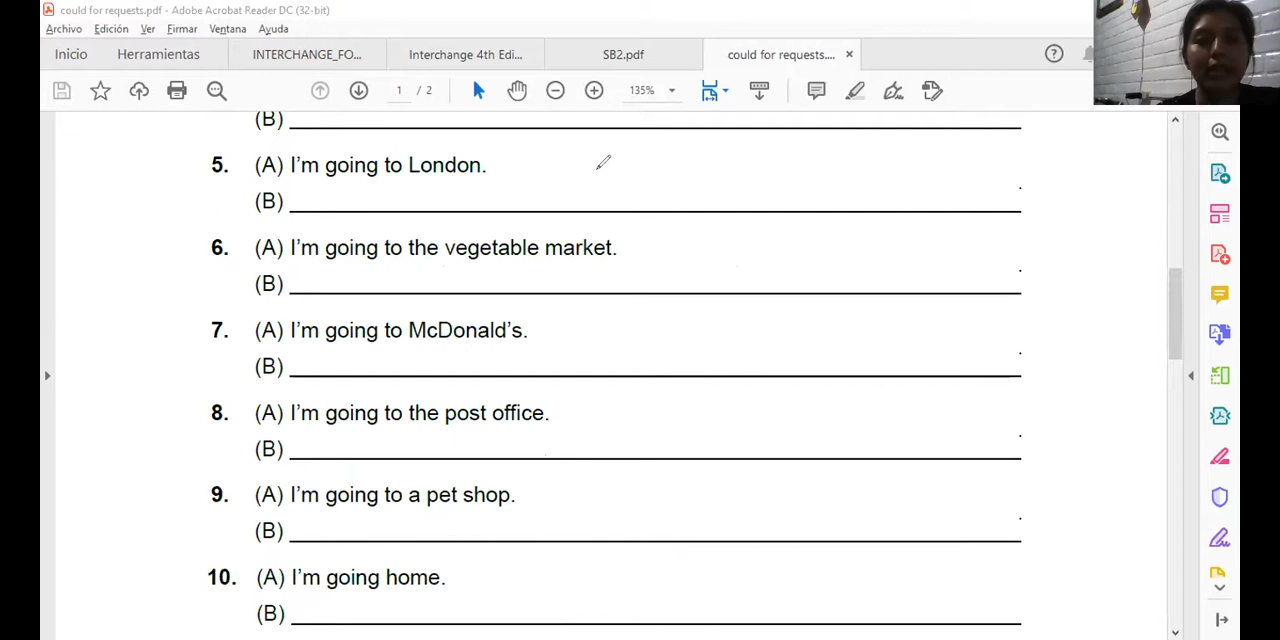 could for requests.pdf - Adobe Acrobat Reader DC (32-bit)
Archivo Edición Ver Firmar Ventana Ayuda
Inicio Herramientas INTERCHANGE_FO... Interchange 4th Edi... SB2.pdf could for requests.... ×
1 / 2 135%
(B)
5. (A) I'm going to London.
(B) .
6. (A) I'm going to the vegetable market.
(B) .
7. (A) I'm going to McDonald's.
(B) .
8. (A) I'm going to the post office.
(B) .
9. (A) I'm going to a pet shop.
(B) .
10. (A) I'm going home.
(B)